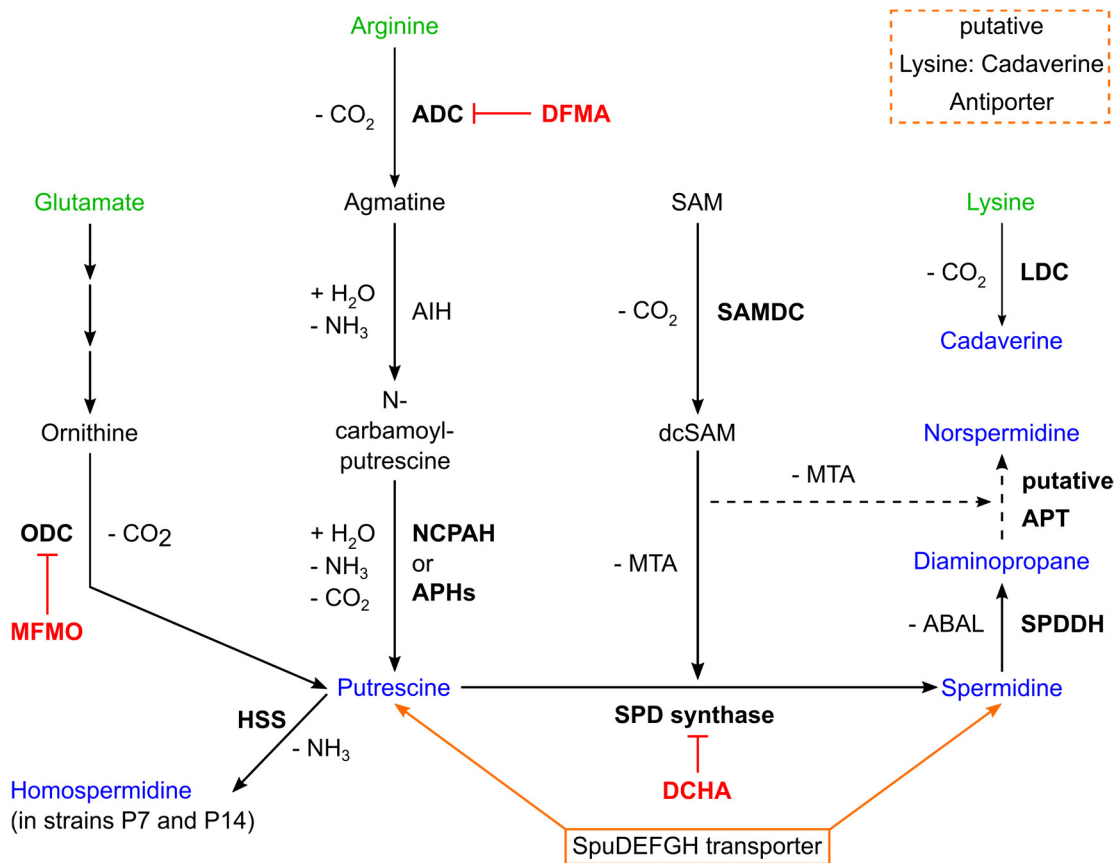 Arginine
putative
Lysine: Cadaverine
Antiporter
- CO2
ADC
DFMA
Glutamate
Agmatine
SAM
Lysine
+ H2O
- NH3
AIH
- CO2
SAMDC
- CO2
LDC
Cadaverine
Ornithine
N-
carbamoyl-
putrescine
dcSAM
Norspermidine
- MTA
putative
APT
ODC
- CO2
+ H2O
- NH3
- CO2
NCPAH
or
APHs
- MTA
Diaminopropane
MFMO
- ABAL
SPDDH
Putrescine
Spermidine
HSS
- NH3
SPD synthase
DCHA
Homospermidine
(in strains P7 and P14)
SpuDEFGH transporter